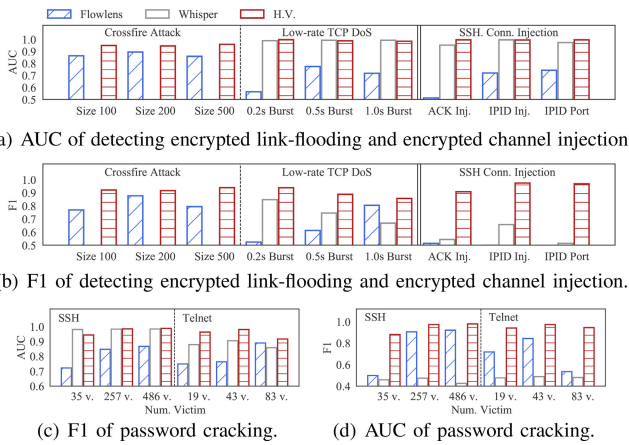 Flowlens Whisper H.V.
Crossfire Attack Low-rate TCP DoS SSH. Conn. Injection
AUC
1.0
0.9
0.8
0.7
0.6
0.5
Size 100 Size 200 Size 500 0.2s Burst 0.5s Burst 1.0s Burst ACK Inj. IPID Inj. IPID Port
a) AUC of detecting encrypted link-flooding and encrypted channel injection
Crossfire Attack Low-rate TCP DoS SSH Conn. Injection
F1
1.0
0.9
0.8
0.7
0.6
0.5
Size 100 Size 200 Size 500 0.2s Burst 0.5s Burst 1.0s Burst ACK Inj. IPID Inj. IPID Port
(b) F1 of detecting encrypted link-flooding and encrypted channel injection.
SSH Telnet
AUC
1.0
0.9
0.8
0.7
0.6
35 v. 257 v. 486 v. 19 v. 43 v. 83 v.
Num. Victim
(c) F1 of password cracking.
SSH Telnet
F1
1.0
0.8
0.6
0.4
35 v. 257 v. 486 v. 19 v. 43 v. 83 v.
Num. Victim
(d) AUC of password cracking.